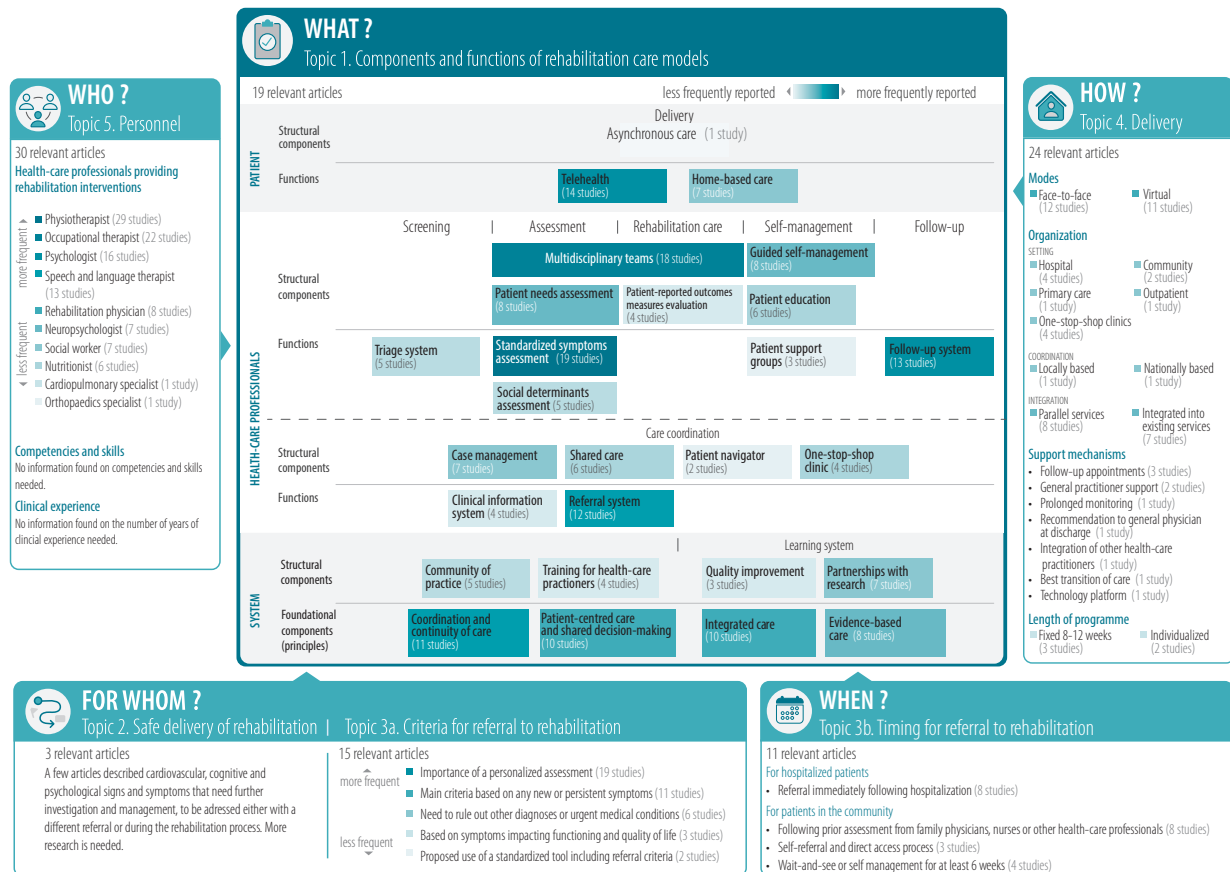 WHAT ?
Topic 1. Components and functions of rehabilitation care models
19 relevant articles
less frequently reported
more frequently reported
PATIENT
Structural
components
Delivery
Asynchronous care (1 study)
Functions
Telehealth
(14 studies)
Home-based care
(7 studies)
HEALTH-CARE PROFESSIONALS
Screening | Assessment | Rehabilitation care | Self-management | Follow-up
Structural
components
Multidisciplinary teams (18 studies)
Guided self-management
(8 studies)
Patient needs assessment
(8 studies)
Patient-reported outcomes
measures evaluation
(4 studies)
Patient education
(6 studies)
Functions
Triage system
(5 studies)
Standardized symptoms
assessment (19 studies)
Patient support
groups (3 studies)
Follow-up system
(13 studies)
Social determinants
assessment (5 studies)
Care coordination
Structural
components
Case management
(7 studies)
Shared care
(6 studies)
Patient navigator
(2 studies)
One-stop-shop
clinic (4 studies)
Functions
Clinical information
system (4 studies)
Referral system
(12 studies)
SYSTEM
| Learning system
Structural
components
Community of
practice (5 studies)
Training for health-care
practioners (4 studies)
Quality improvement
(3 studies)
Partnerships with
research (7 studies)
Foundational
components
(principles)
Coordination and
continuity of care
(11 studies)
Patient-centred care
and shared decision-making
(10 studies)
Integrated care
(10 studies)
Evidence-based
care (8 studies)
WHO ?
Topic 5. Personnel
30 relevant articles
Health-care professionals providing
rehabilitation interventions
more frequent
less frequent
Physiotherapist (29 studies)
Occupational therapist (22 studies)
Psychologist (16 studies)
Speech and language therapist
(13 studies)
Rehabilitation physician (8 studies)
Neuropsychologist (7 studies)
Social worker (7 studies)
Nutritionist (6 studies)
Cardiopulmonary specialist (1 study)
Orthopaedics specialist (1 study)
Competencies and skills
No information found on competencies and skills
needed.
Clinical experience
No information found on the number of years of
clincial experience needed.
HOW ?
Topic 4. Delivery
24 relevant articles
Modes
Face-to-face
(12 studies)
Virtual
(11 studies)
Organization
SETTING
Hospital
(4 studies)
Community
(2 studies)
Primary care
(1 study)
Outpatient
(1 study)
One-stop-shop clinics
(4 studies)
COORDINATION
Locally based
(1 study)
Nationally based
(1 study)
INTEGRATION
Parallel services
(8 studies)
Integrated into
existing services
(7 studies)
Support mechanisms
• Follow-up appointments (3 studies)
• General practitioner support (2 studies)
• Prolonged monitoring (1 study)
• Recommendation to general physician
at discharge (1 study)
• Integration of other health-care
practitioners (1 study)
• Best transition of care (1 study)
• Technology platform (1 study)
Length of programme
Fixed 8-12 weeks
(3 studies)
Individualized
(2 studies)
FOR WHOM ?
Topic 2. Safe delivery of rehabilitation | Topic 3a. Criteria for referral to rehabilitation
3 relevant articles
A few articles described cardiovascular, cognitive and
psychological signs and symptoms that need further
investigation and management, to be adressed either with a
different referral or during the rehabilitation process. More
research is needed.
15 relevant articles
more frequent
less frequent
Importance of a personalized assessment (19 studies)
Main criteria based on any new or persistent symptoms (11 studies)
Need to rule out other diagnoses or urgent medical conditions (6 studies)
Based on symptoms impacting functioning and quality of life (3 studies)
Proposed use of a standardized tool including referral criteria (2 studies)
WHEN ?
Topic 3b. Timing for referral to rehabilitation
11 relevant articles
For hospitalized patients
• Referral immediately following hospitalization (8 studies)
For patients in the community
• Following prior assessment from family physicians, nurses or other health-care professionals (8 studies)
• Self-referral and direct access process (3 studies)
• Wait-and-see or self management for at least 6 weeks (4 studies)